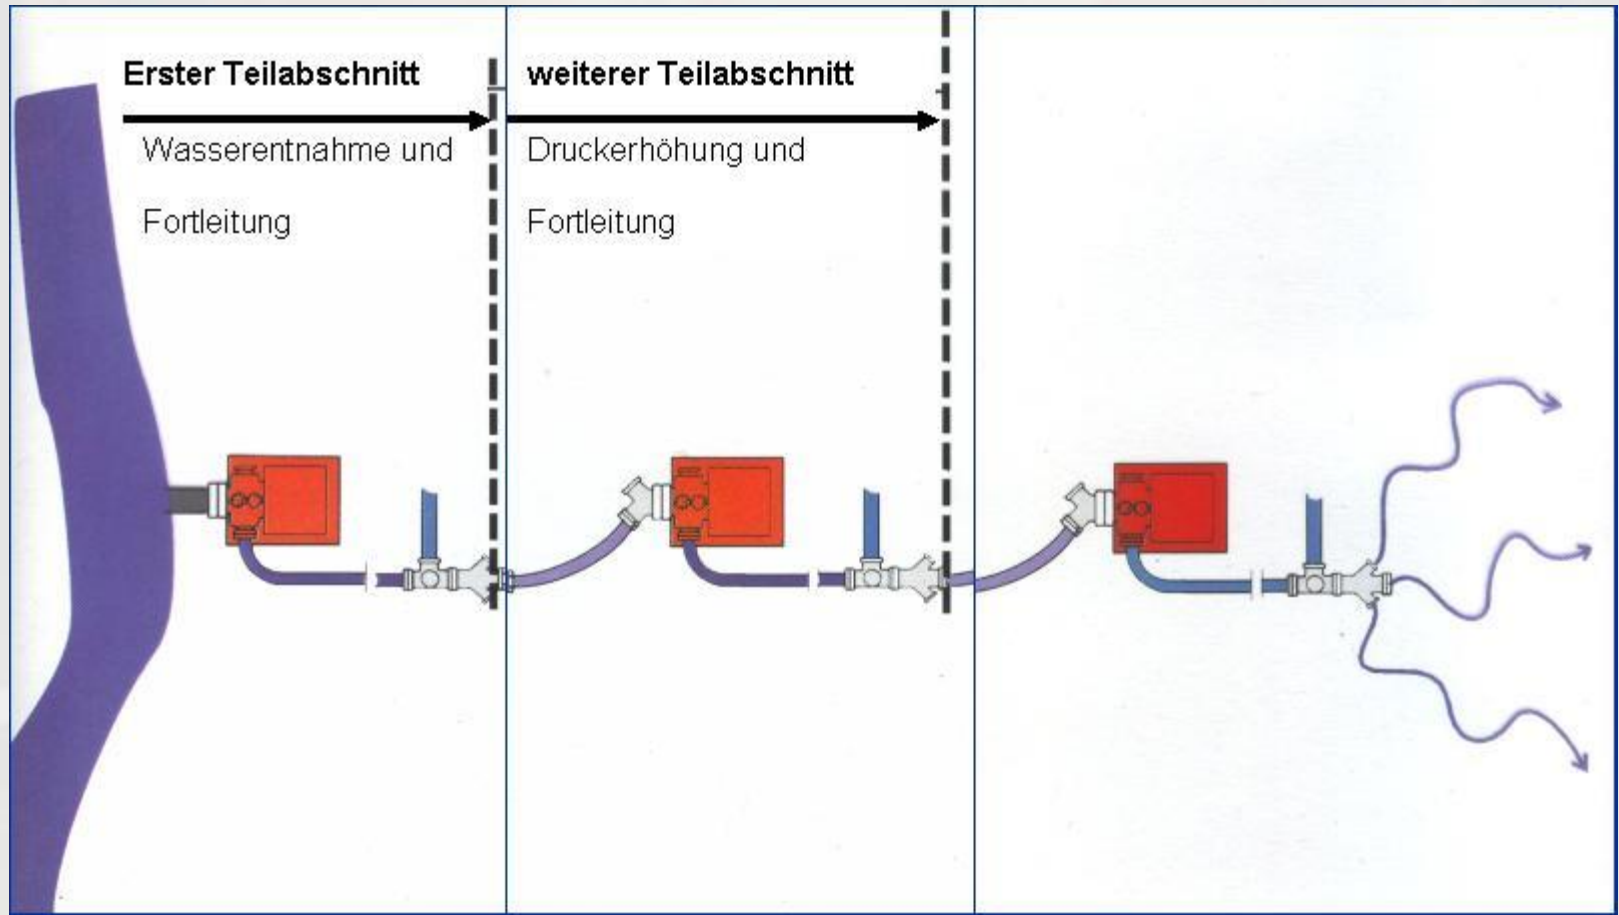 Erster Teilabschnitt
Wasserentnahme und
Fortleitung
weiterer Teilabschnitt
Druckerhöhung und
Fortleitung